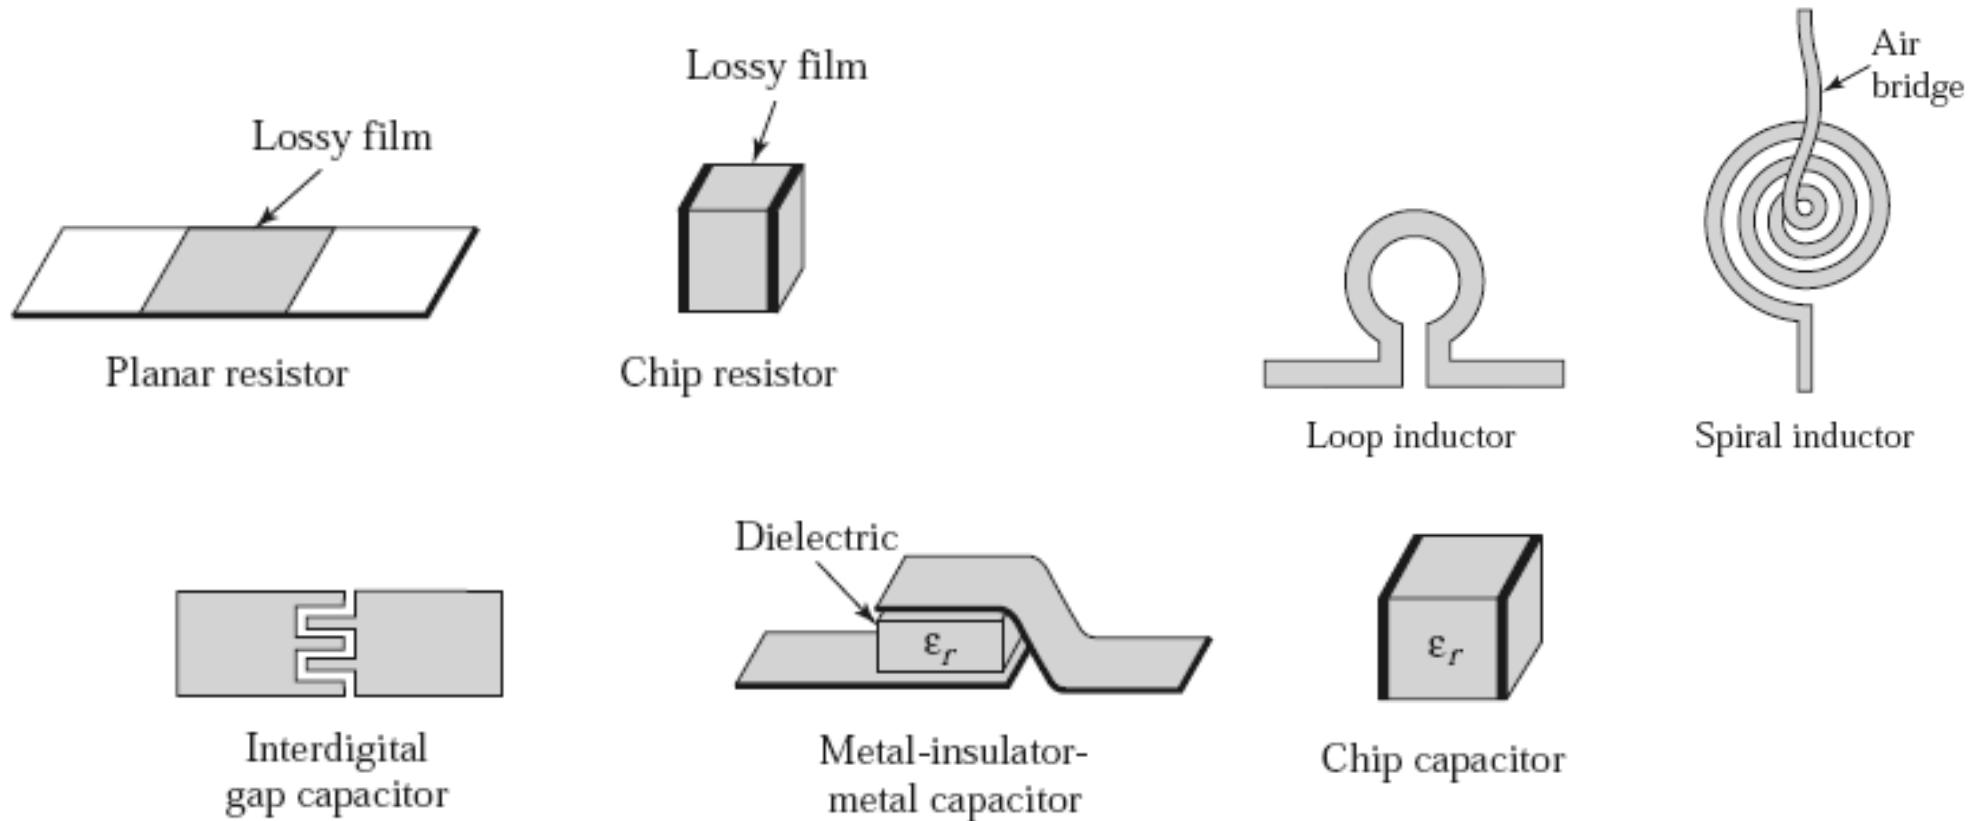 Lossy film
Planar resistor
Lossy film
Chip resistor
Loop inductor
Air
bridge
Spiral inductor
Interdigital
gap capacitor
Dielectric
εr
Metal-insulator-
metal capacitor
εr
Chip capacitor